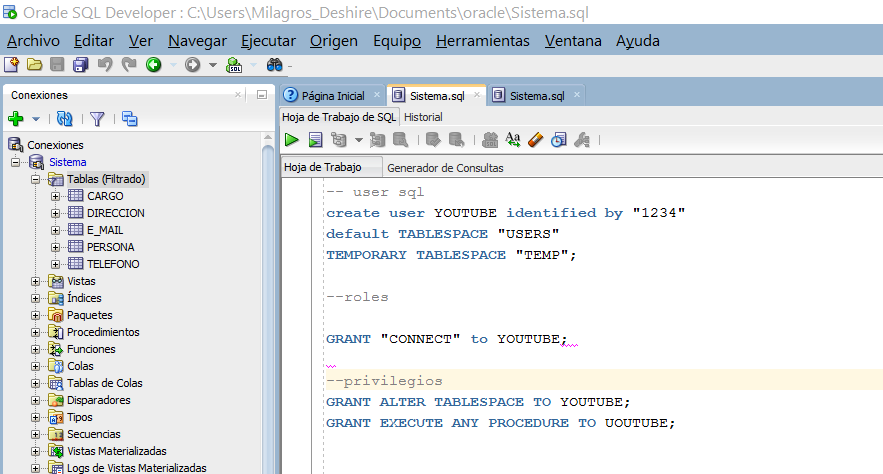 Oracle SQL Developer : C:\Users\Milagros_Deshire\Documents\oracle\Sistema.sql
Archivo Editar Ver Navegar Ejecutar Origen Equipo Herramientas Ventana Ayuda
SQL
Conexiones
Conexiones
Sistema
Tablas (Filtrado)
CARGO
DIRECCION
E_MAIL
PERSONA
TELEFONO
Vistas
Índices
Paquetes
Procedimientos
Funciones
Colas
Tablas de Colas
Disparadores
Tipos
Secuencias
Vistas Materializadas
Logs de Vistas Materializadas
Página Inicial Sistema.sql Sistema.sql
Hoja de Trabajo de SQL Historial
Aa
Hoja de Trabajo Generador de Consultas
-- user sql
create user YOUTUBE identified by "1234"
default TABLESPACE "USERS"
TEMPORARY TABLESPACE "TEMP";
--roles
GRANT "CONNECT" to YOUTUBE;
--privilegios
GRANT ALTER TABLESPACE TO YOUTUBE;
GRANT EXECUTE ANY PROCEDURE TO UOUTUBE;